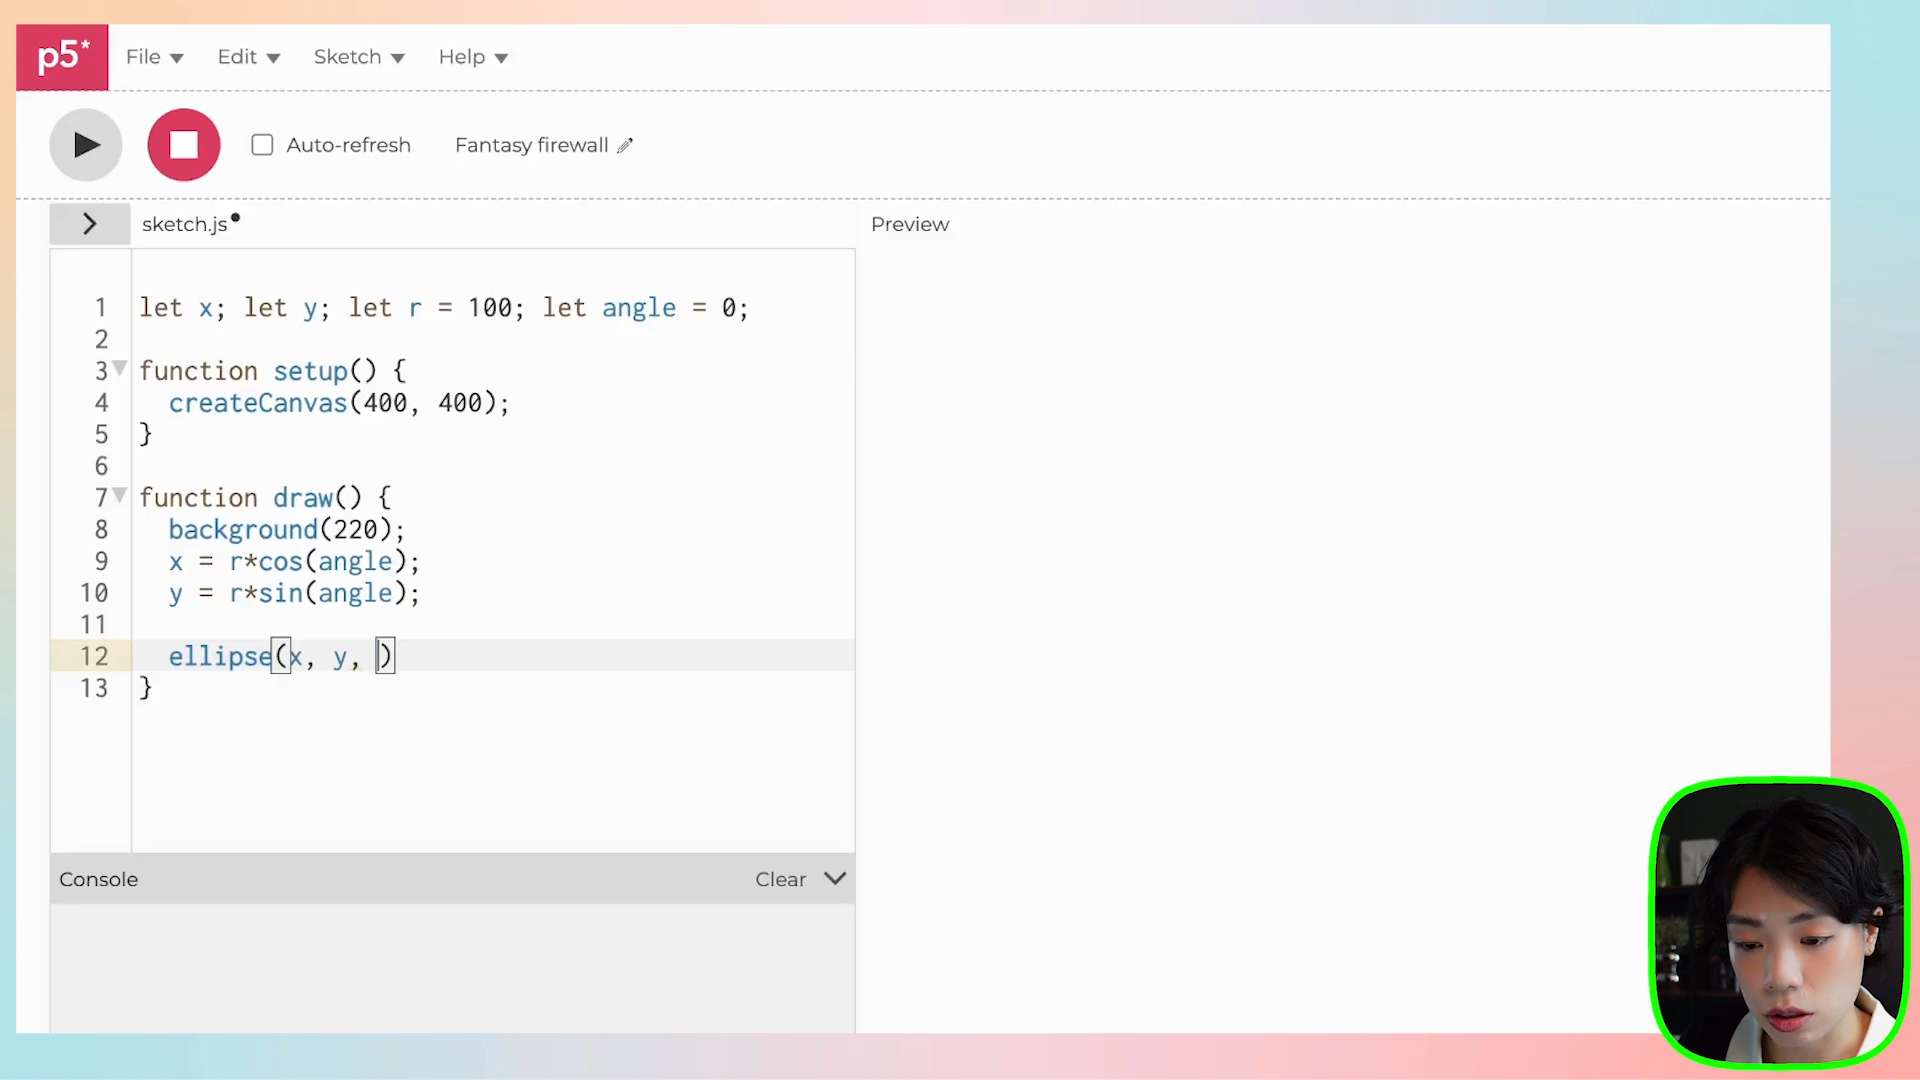 p5* File Edit Sketch Help
Auto-refresh Fantasy firewall
sketch.js Preview
1 let x; let y; let r = 100; let angle = 0;
2
3 function setup() {
4 createCanvas(400, 400);
5 }
6
7 function draw() {
8 background(220);
9 x = r*cos(angle);
10 y = r*sin(angle);
11
12 ellipse(x, y, )
13 }
Console Clear